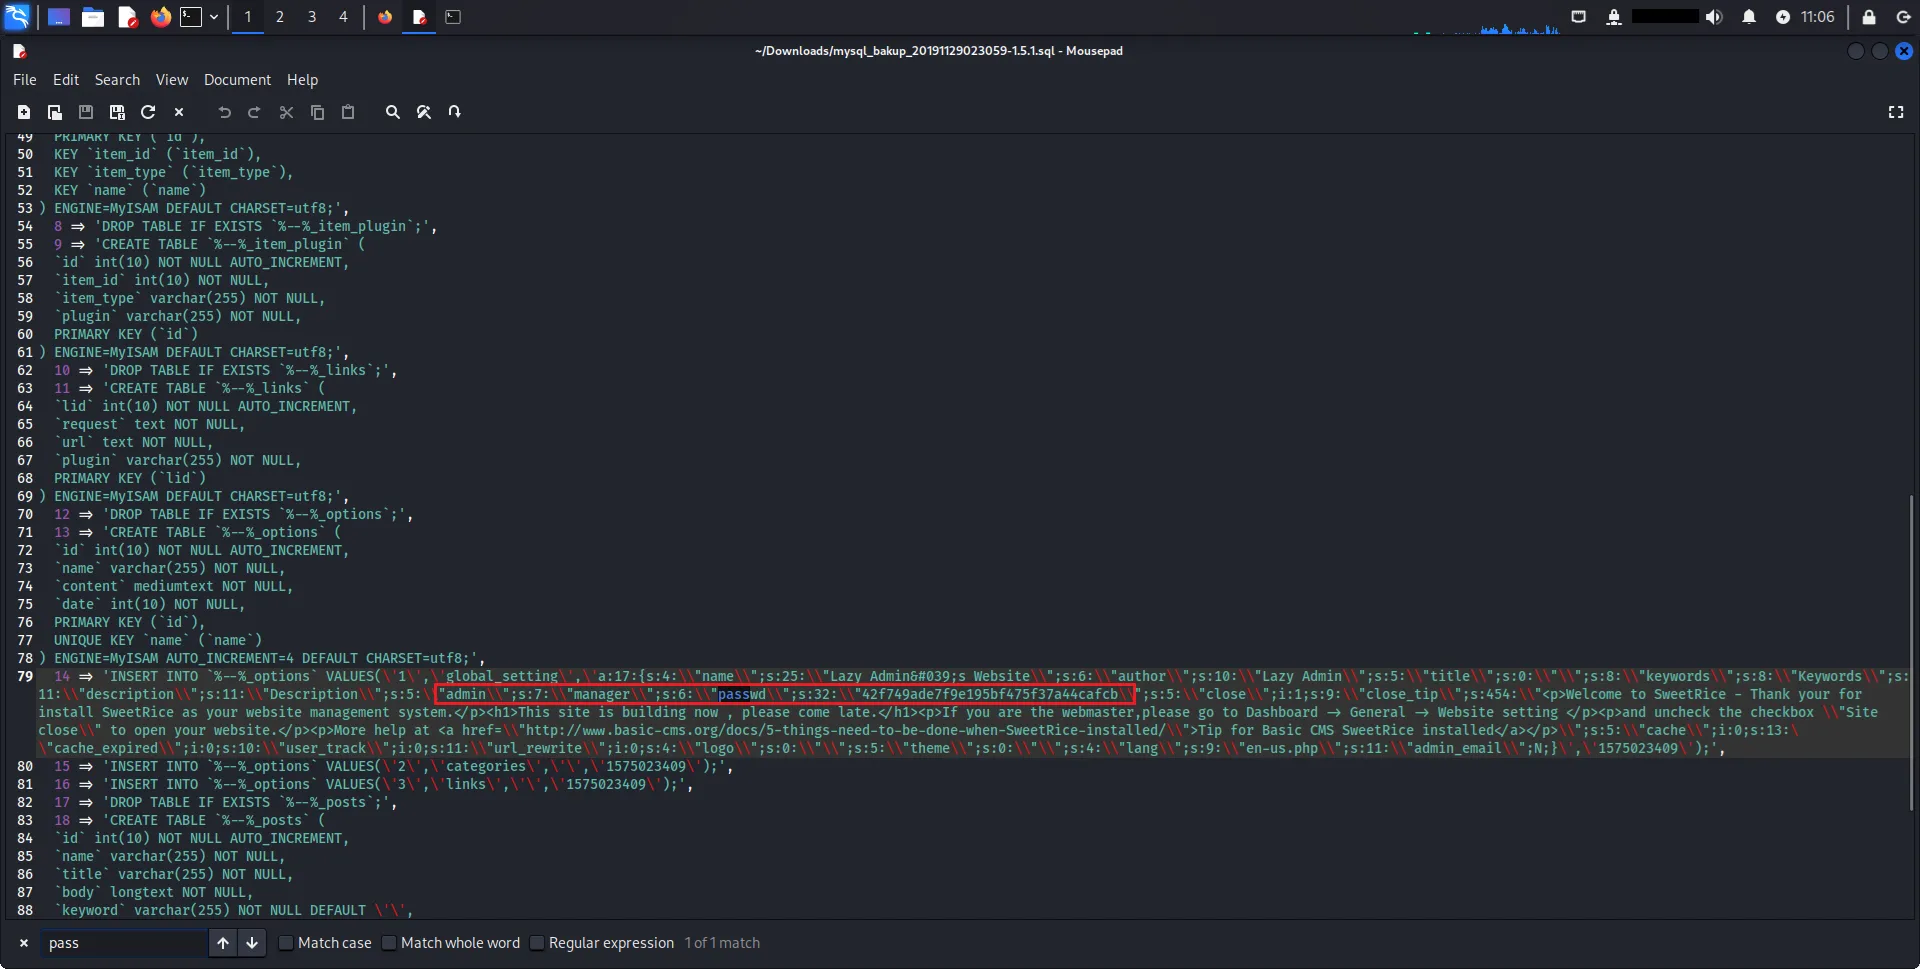 1 2 3 4 11:06
~/Downloads/mysql_bakup_20191129023059-1.5.1.sql - Mousepad
File Edit Search View Document Help
49 PRIMARY KEY (`id`),
50 KEY `item_id` (`item_id`),
51 KEY `item_type` (`item_type`),
52 KEY `name` (`name`)
53 ) ENGINE=MyISAM DEFAULT CHARSET=utf8;',
54 8 => 'DROP TABLE IF EXISTS `%--%_item_plugin`;',
55 9 => 'CREATE TABLE `%--%_item_plugin` (
56 `id` int(10) NOT NULL AUTO_INCREMENT,
57 `item_id` int(10) NOT NULL,
58 `item_type` varchar(255) NOT NULL,
59 `plugin` varchar(255) NOT NULL,
60 PRIMARY KEY (`id`)
61 ) ENGINE=MyISAM DEFAULT CHARSET=utf8;',
62 10 => 'DROP TABLE IF EXISTS `%--%_links`;',
63 11 => 'CREATE TABLE `%--%_links` (
64 `lid` int(10) NOT NULL AUTO_INCREMENT,
65 `request` text NOT NULL,
66 `url` text NOT NULL,
67 `plugin` varchar(255) NOT NULL,
68 PRIMARY KEY (`lid`)
69 ) ENGINE=MyISAM DEFAULT CHARSET=utf8;',
70 12 => 'DROP TABLE IF EXISTS `%--%_options`;',
71 13 => 'CREATE TABLE `%--%_options` (
72 `id` int(10) NOT NULL AUTO_INCREMENT,
73 `name` varchar(255) NOT NULL,
74 `content` mediumtext NOT NULL,
75 `date` int(10) NOT NULL,
76 PRIMARY KEY (`id`),
77 UNIQUE KEY `name` (`name`)
78 ) ENGINE=MyISAM AUTO_INCREMENT=4 DEFAULT CHARSET=utf8;',
79 14 => 'INSERT INTO `%--%_options` VALUES(\'1\',\'global_setting\',\'a:17:{s:4:\\"name\\";s:25:\\"Lazy Admin&#039;s Website\\";s:6:\\"author\\";s:10:\\"Lazy Admin\\";s:5:\\"title\\";s:0:\\"\\";s:8:\\"keywords\\";s:8:\\"Keywords\\";s:
11:\\"description\\";s:11:\\"Description\\";s:5:\\"admin\\";s:7:\\"manager\\";s:6:\\"passwd\\";s:32:\\"42f749ade7f9e195bf475f37a44cafcb\\";s:5:\\"close\\";i:1;s:9:\\"close_tip\\";s:454:\\"<p>Welcome to SweetRice - Thank your for
install SweetRice as your website management system.</p><h1>This site is building now , please come late.</h1><p>If you are the webmaster,please go to Dashboard -> General -> Website setting </p><p>and uncheck the checkbox \\"Site
close\\" to open your website.</p><p>More help at <a href=\\"http://www.basic-cms.org/docs/5-things-need-to-be-done-when-SweetRice-installed/\\">Tip for Basic CMS SweetRice installed</a></p>\\";s:5:\\"cache\\";i:0;s:13:\
\"cache_expired\\";i:0;s:10:\\"user_track\\";i:0;s:11:\\"url_rewrite\\";i:0;s:4:\\"logo\\";s:0:\\"\\";s:5:\\"theme\\";s:0:\\"\\";s:4:\\"lang\\";s:9:\\"en-us.php\\";s:11:\\"admin_email\\";N;}\',\'1575023409\');',
80 15 => 'INSERT INTO `%--%_options` VALUES(\'2\',\'categories\',\'\',\'1575023409\');',
81 16 => 'INSERT INTO `%--%_options` VALUES(\'3\',\'links\',\'\',\'1575023409\');',
82 17 => 'DROP TABLE IF EXISTS `%--%_posts`;',
83 18 => 'CREATE TABLE `%--%_posts` (
84 `id` int(10) NOT NULL AUTO_INCREMENT,
85 `name` varchar(255) NOT NULL,
86 `title` varchar(255) NOT NULL,
87 `body` longtext NOT NULL,
88 `keyword` varchar(255) NOT NULL DEFAULT \'\',
pass Match case Match whole word Regular expression 1 of 1 match